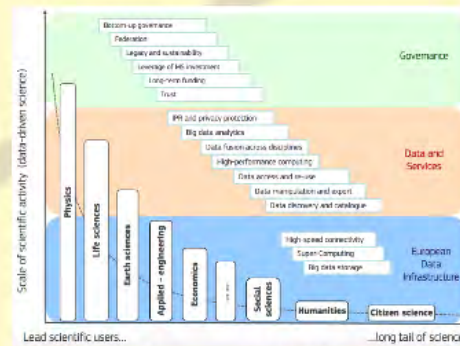 Bottom-up governance
Federation
Legacy and sustainability
Leverage of MS investment
Long-term funding
Trust
Governance
IPR and privacy protection
Big data analytics
Data fusion across disciplines
High-performance computing
Data access and re-use
Data manipulation and export
Data discovery and catalogue
Data and
Services
High-speed connectivity
Super-Computing
Big data storage
European
Data
Infrastructure
Scale of scientific activity (data-driven science)
Physics
Life sciences
Earth sciences
Applied - engineering
Economics
Social
sciences
Humanities
Citizen science
Lead scientific users...
...long tail of science